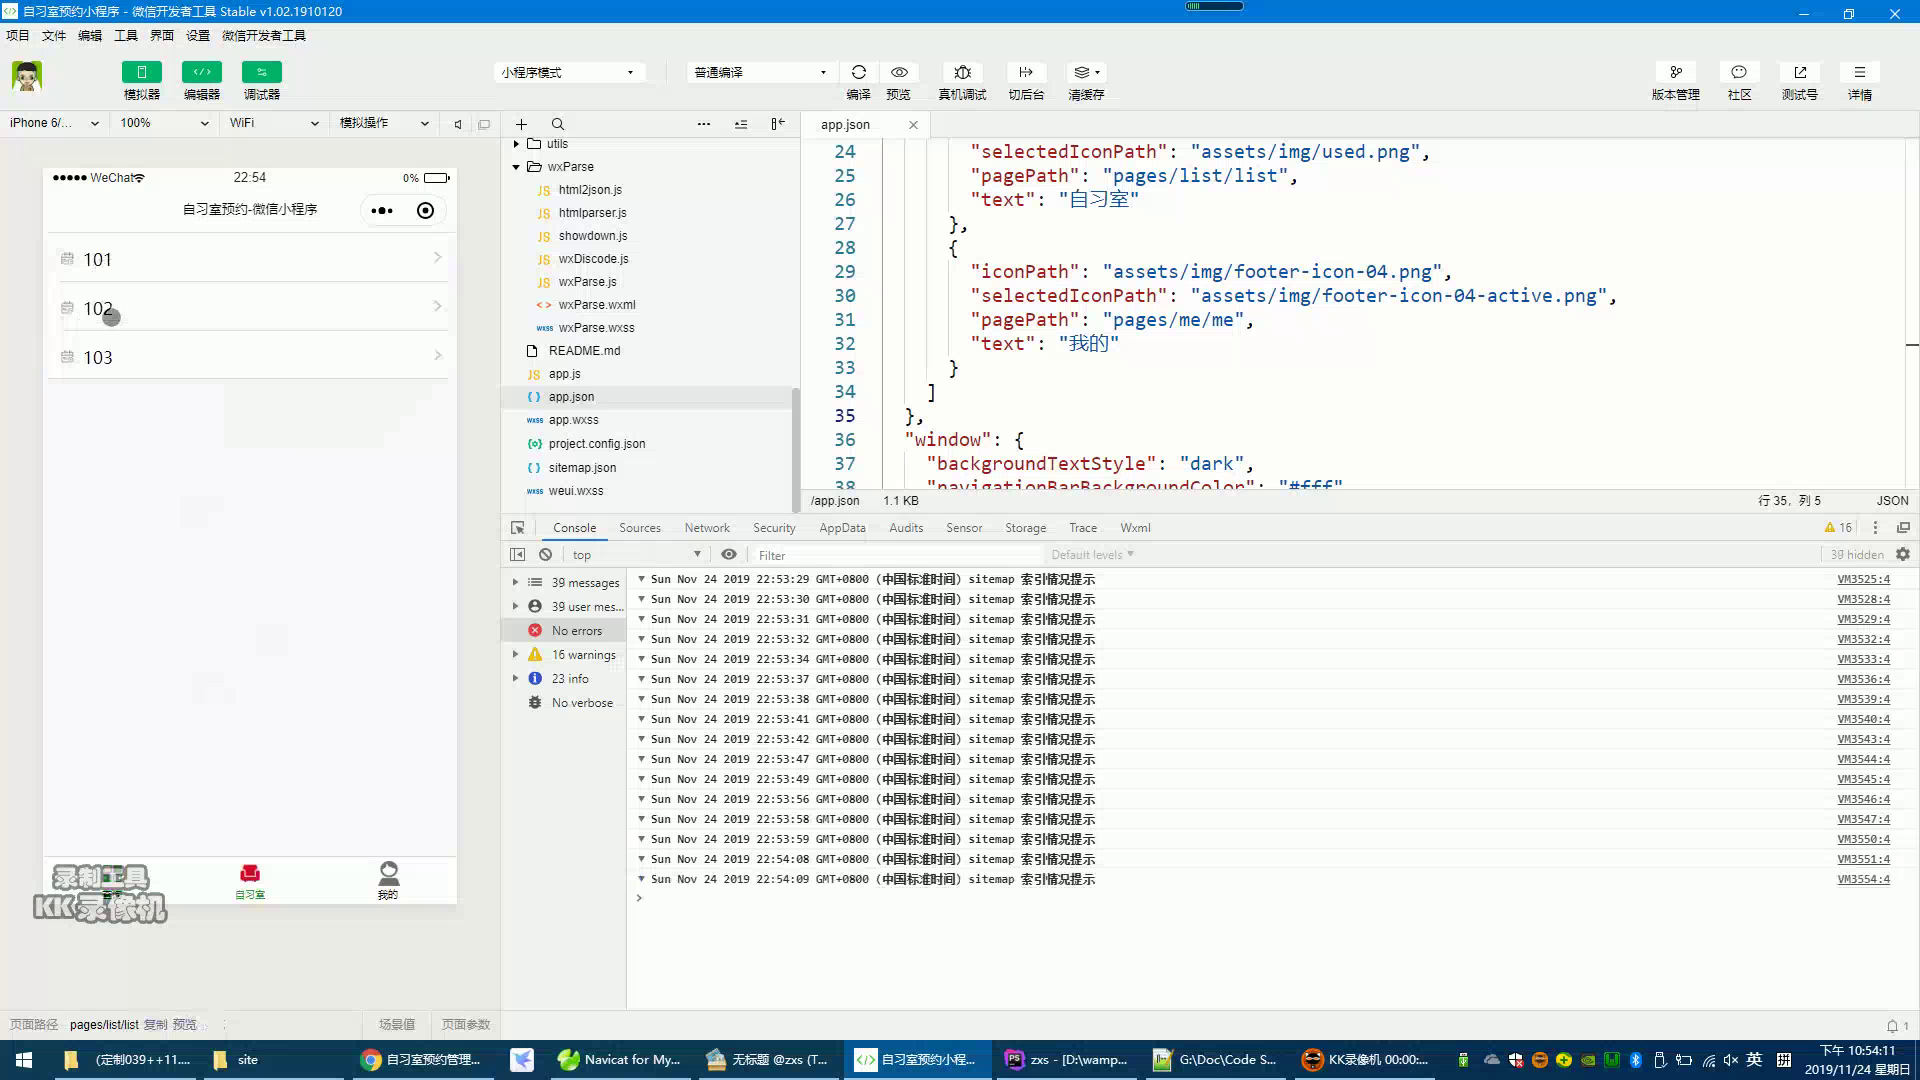 自习室预约小程序 - 微信开发者工具 Stable v1.02.1910120
项目 文件 编辑 工具 界面 设置 微信开发者工具
模拟器 编辑器 调试器
小程序模式 普通编译
编译 预览 真机调试 切后台 清缓存
版本管理 社区 测试号 详情
iPhone 6/... 100% WiFi 模拟操作
app.json
WeChat 22:54 0%
自习室预约-微信小程序
101
102
103
自习室
我的
录制工具
KK录像机
utils
wxParse
html2json.js
htmlparser.js
showdown.js
wxDiscode.js
wxParse.js
wxParse.wxml
wxParse.wxss
README.md
app.js
app.json
app.wxss
project.config.json
sitemap.json
weui.wxss
24 "selectedIconPath": "assets/img/used.png",
25 "pagePath": "pages/list/list",
26 "text": "自习室"
27 },
28 {
29 "iconPath": "assets/img/footer-icon-04.png",
30 "selectedIconPath": "assets/img/footer-icon-04-active.png",
31 "pagePath": "pages/me/me",
32 "text": "我的"
33 }
34 ]
35 },
36 "window": {
37 "backgroundTextStyle": "dark",
38 "navigationBarBackgroundColor": "#fff"
/app.json 1.1 KB 行 35, 列 5 JSON
Console Sources Network Security AppData Audits Sensor Storage Trace Wxml 16
top Filter Default levels 39 hidden
39 messages
39 user mes...
No errors
16 warnings
23 info
No verbose
Sun Nov 24 2019 22:53:29 GMT+0800 (中国标准时间) sitemap 索引情况提示 VM3525:4
Sun Nov 24 2019 22:53:30 GMT+0800 (中国标准时间) sitemap 索引情况提示 VM3528:4
Sun Nov 24 2019 22:53:31 GMT+0800 (中国标准时间) sitemap 索引情况提示 VM3529:4
Sun Nov 24 2019 22:53:32 GMT+0800 (中国标准时间) sitemap 索引情况提示 VM3532:4
Sun Nov 24 2019 22:53:34 GMT+0800 (中国标准时间) sitemap 索引情况提示 VM3533:4
Sun Nov 24 2019 22:53:37 GMT+0800 (中国标准时间) sitemap 索引情况提示 VM3536:4
Sun Nov 24 2019 22:53:38 GMT+0800 (中国标准时间) sitemap 索引情况提示 VM3539:4
Sun Nov 24 2019 22:53:41 GMT+0800 (中国标准时间) sitemap 索引情况提示 VM3540:4
Sun Nov 24 2019 22:53:42 GMT+0800 (中国标准时间) sitemap 索引情况提示 VM3543:4
Sun Nov 24 2019 22:53:47 GMT+0800 (中国标准时间) sitemap 索引情况提示 VM3544:4
Sun Nov 24 2019 22:53:49 GMT+0800 (中国标准时间) sitemap 索引情况提示 VM3545:4
Sun Nov 24 2019 22:53:56 GMT+0800 (中国标准时间) sitemap 索引情况提示 VM3546:4
Sun Nov 24 2019 22:53:58 GMT+0800 (中国标准时间) sitemap 索引情况提示 VM3547:4
Sun Nov 24 2019 22:53:59 GMT+0800 (中国标准时间) sitemap 索引情况提示 VM3550:4
Sun Nov 24 2019 22:54:08 GMT+0800 (中国标准时间) sitemap 索引情况提示 VM3551:4
Sun Nov 24 2019 22:54:09 GMT+0800 (中国标准时间) sitemap 索引情况提示 VM3554:4
页面路径 pages/list/list 复制 预览 场景值 页面参数 1
(定制039++11.... site 自习室预约管理... Navicat for My... 无标题 @zxs (T... 自习室预约小程... zxs - [D:\wamp... G:\Doc\Code S... KK录像机 00:00:... 英 拼
下午 10:54:11
2019/11/24 星期日